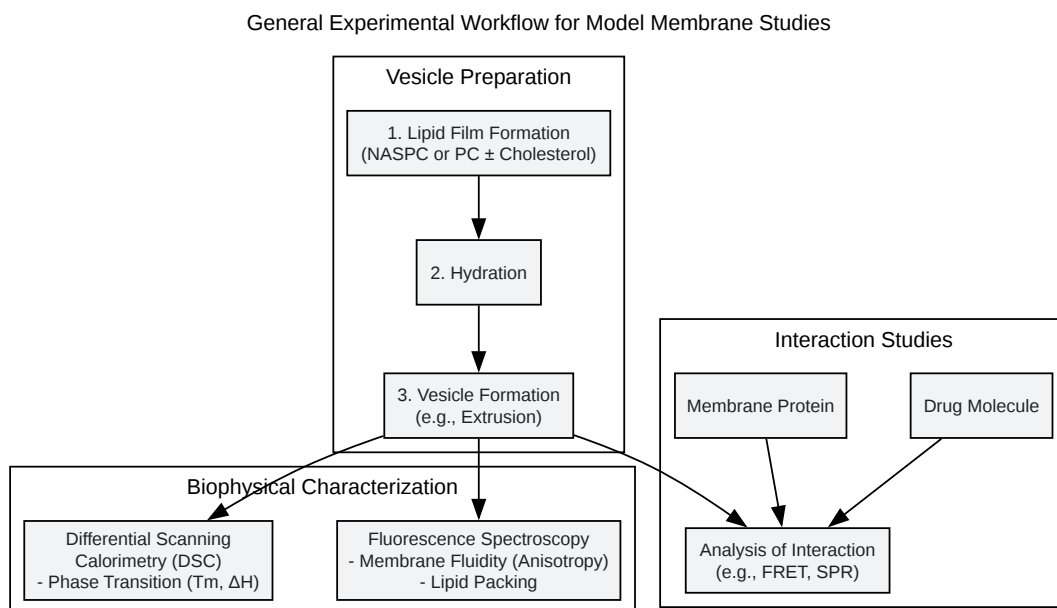 General Experimental Workflow for Model Membrane Studies
Vesicle Preparation
1. Lipid Film Formation
(NASPC or PC ± Cholesterol)
2. Hydration
3. Vesicle Formation
(e.g., Extrusion)
Interaction Studies
Membrane Protein
Drug Molecule
Analysis of Interaction
(e.g., FRET, SPR)
Biophysical Characterization
Differential Scanning
Calorimetry (DSC)
- Phase Transition (Tm, ΔH)
Fluorescence Spectroscopy
- Membrane Fluidity (Anisotropy)
- Lipid Packing